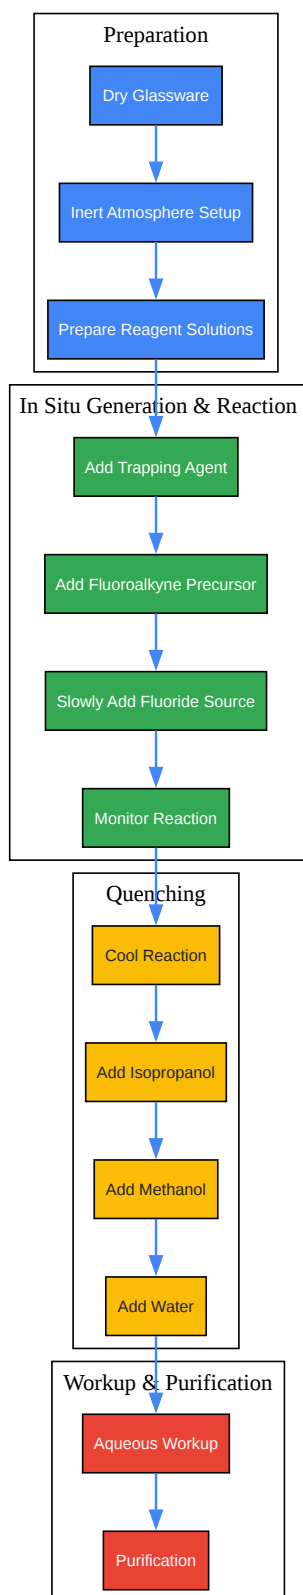 Preparation
Dry Glassware
Inert Atmosphere Setup
Prepare Reagent Solutions
In Situ Generation & Reaction
Add Trapping Agent
Add Fluoroalkyne Precursor
Slowly Add Fluoride Source
Monitor Reaction
Quenching
Cool Reaction
Add Isopropanol
Add Methanol
Add Water
Workup & Purification
Aqueous Workup
Purification